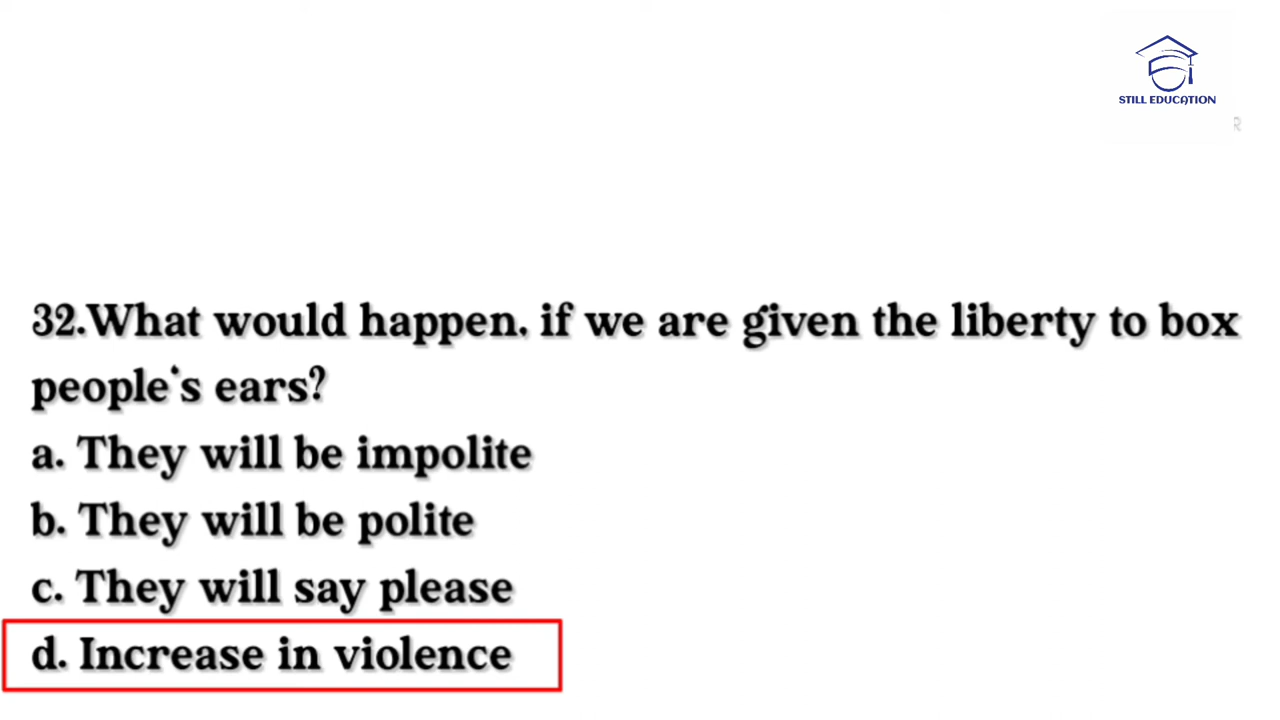 STILL EDUCATION
R
32.What would happen. if we are given the liberty to box
people's ears?
a. They will be impolite
b. They will be polite
c. They will say please
d. Increase in violence